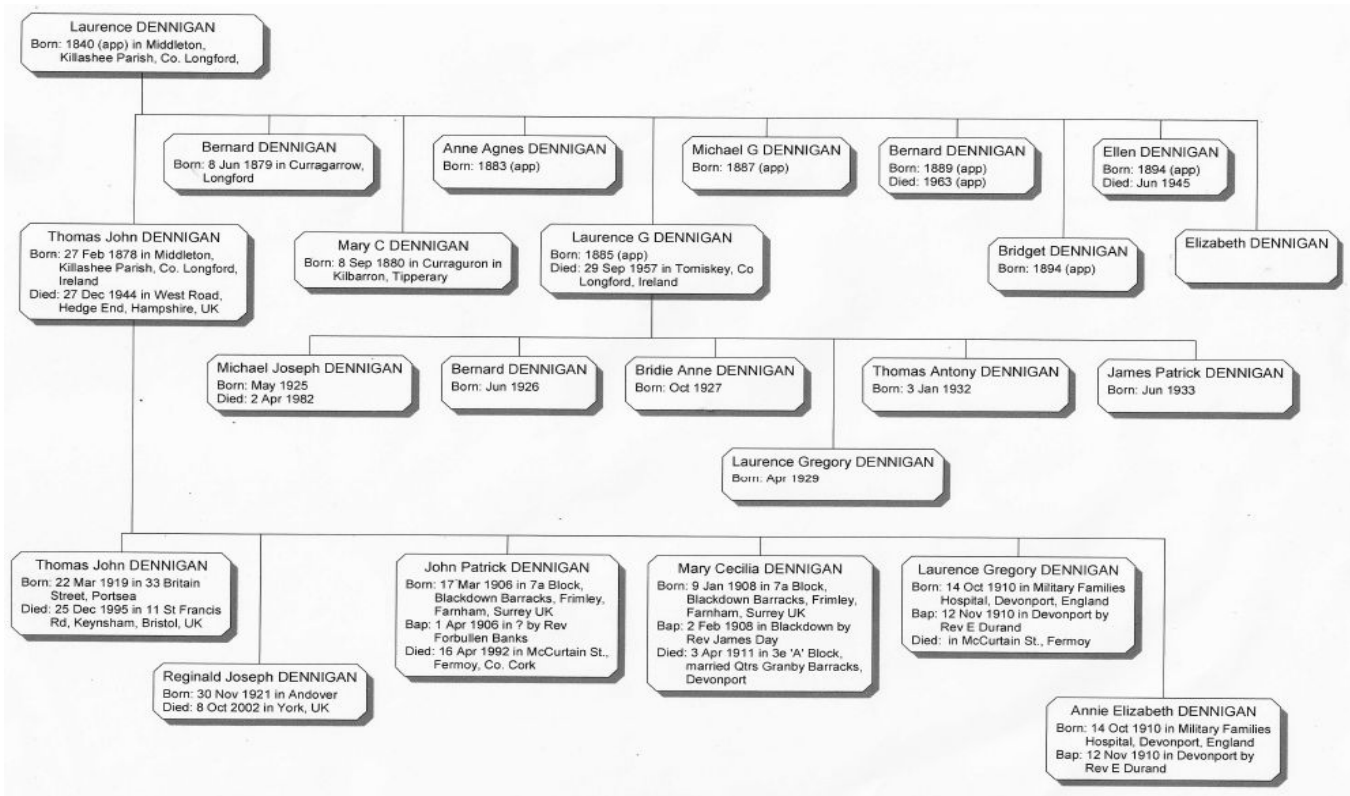 Laurence DENNIGAN
Born: 1840 (app) in Middleton,
Killashee Parish, Co. Longford,
Bernard DENNIGAN
Born: 8 Jun 1879 in Curragarrow,
Longford
Anne Agnes DENNIGAN
Born: 1883 (app)
Michael G DENNIGAN
Born: 1887 (app)
Bernard DENNIGAN
Born: 1889 (app)
Died: 1963 (app)
Ellen DENNIGAN
Born: 1894 (app)
Died: Jun 1945
Thomas John DENNIGAN
Born: 27 Feb 1878 in Middleton,
Killashee Parish, Co. Longford,
Ireland
Died: 27 Dec 1944 in West Road,
Hedge End, Hampshire, UK
Mary C DENNIGAN
Born: 8 Sep 1880 in Curraguron in
Kilbarron, Tipperary
Laurence G DENNIGAN
Born: 1885 (app)
Died: 29 Sep 1957 in Tomiskey, Co
Longford, Ireland
Bridget DENNIGAN
Born: 1894 (app)
Elizabeth DENNIGAN
Michael Joseph DENNIGAN
Born: May 1925
Died: 2 Apr 1982
Bernard DENNIGAN
Born: Jun 1926
Bridie Anne DENNIGAN
Born: Oct 1927
Thomas Antony DENNIGAN
Born: 3 Jan 1932
James Patrick DENNIGAN
Born: Jun 1933
Laurence Gregory DENNIGAN
Born: Apr 1929
Thomas John DENNIGAN
Born: 22 Mar 1919 in 33 Britain
Street, Portsea
Died: 25 Dec 1995 in 11 St Francis
Rd, Keynsham, Bristol, UK
John Patrick DENNIGAN
Born: 17 Mar 1906 in 7a Block,
Blackdown Barracks, Frimley,
Farnham, Surrey UK
Bap: 1 Apr 1906 in ? by Rev
Forbullen Banks
Died: 16 Apr 1992 in McCurtain St.,
Fermoy, Co. Cork
Mary Cecilia DENNIGAN
Born: 9 Jan 1908 in 7a Block,
Blackdown Barracks, Frimley,
Farnham, Surrey UK
Bap: 2 Feb 1908 in Blackdown by
Rev James Day
Died: 3 Apr 1911 in 3e 'A' Block,
married Qtrs Granby Barracks,
Devonport
Laurence Gregory DENNIGAN
Born: 14 Oct 1910 in Military Families
Hospital, Devonport, England
Bap: 12 Nov 1910 in Devonport by
Rev E Durand
Died: in McCurtain St., Fermoy
Reginald Joseph DENNIGAN
Born: 30 Nov 1921 in Andover
Died: 8 Oct 2002 in York, UK
Annie Elizabeth DENNIGAN
Born: 14 Oct 1910 in Military Families
Hospital, Devonport, England
Bap: 12 Nov 1910 in Devonport by
Rev E Durand